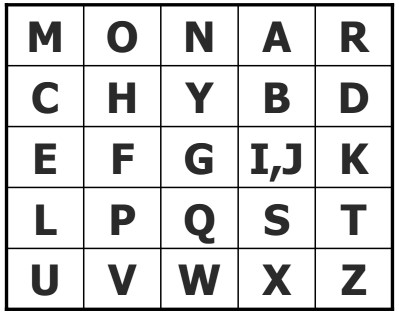 M O N A R
C H Y B D
E F G I,J K
L P Q S T
U V W X Z